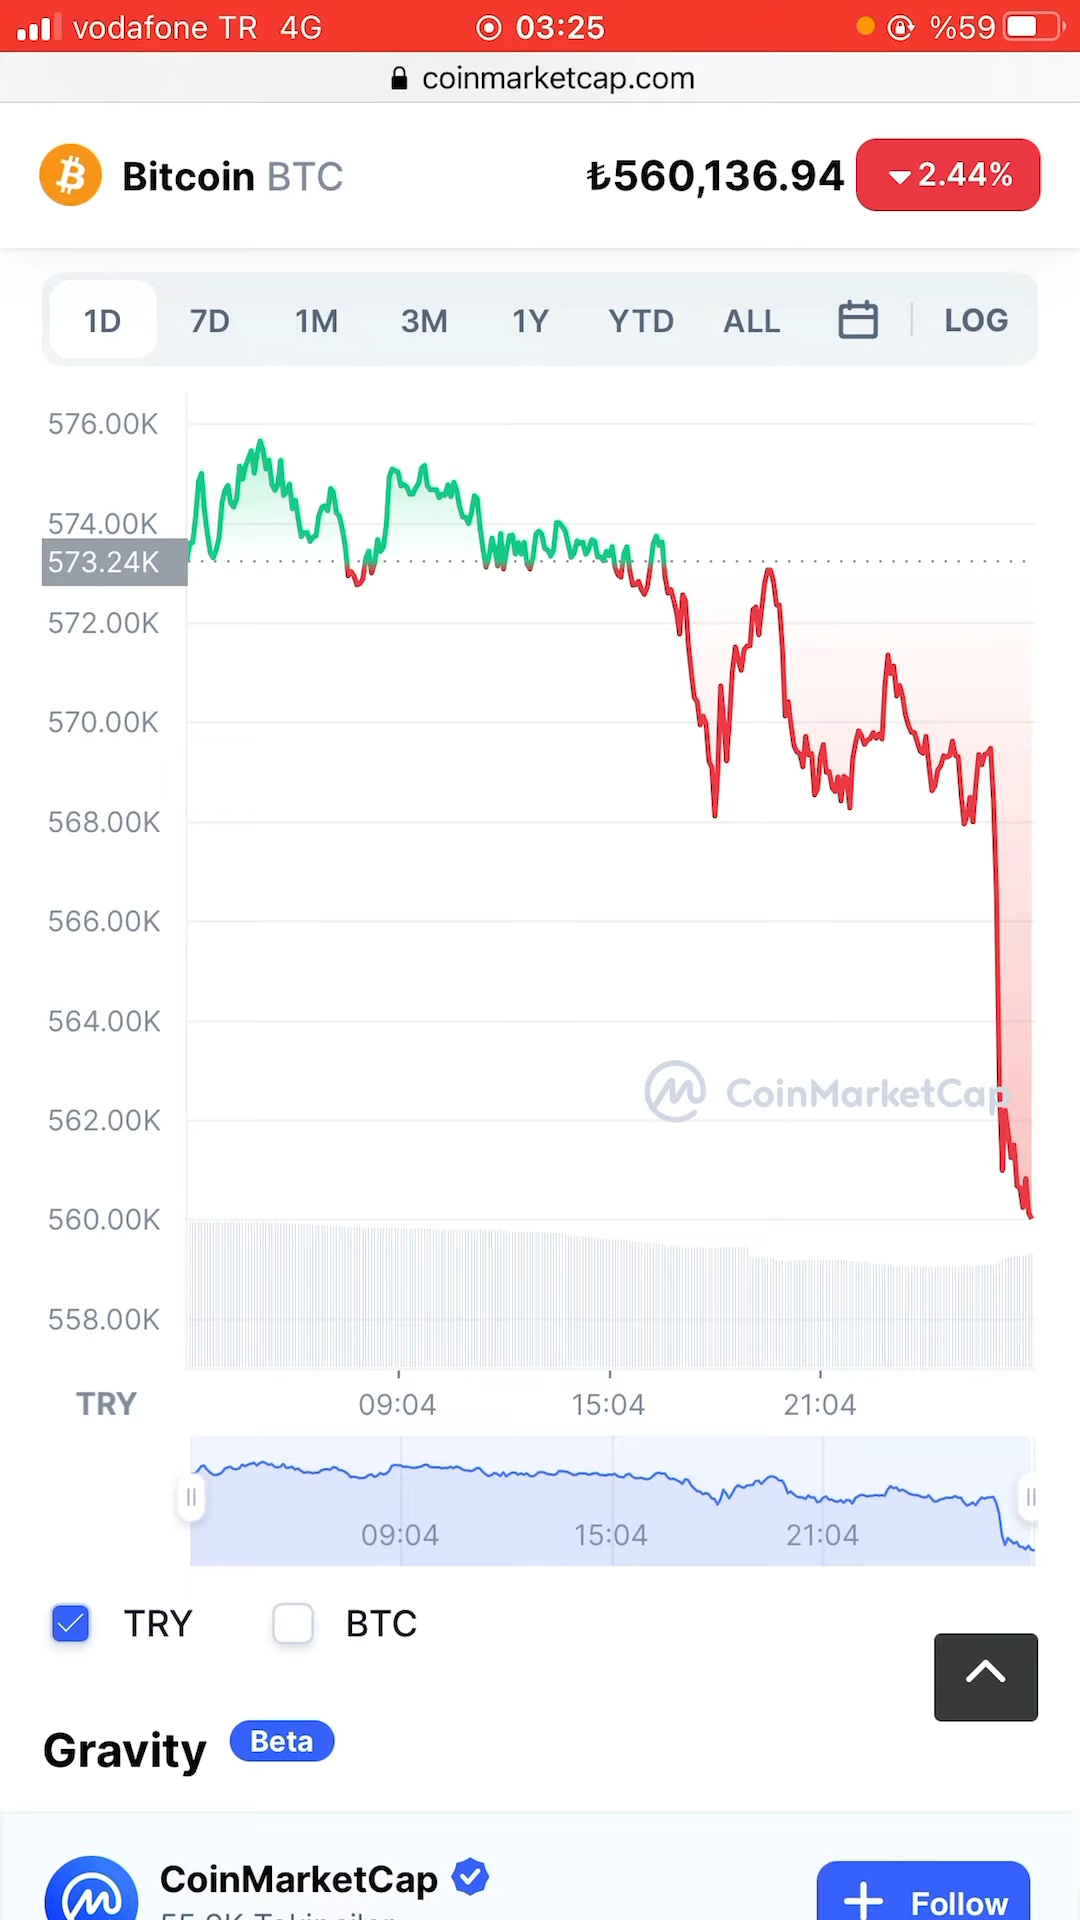 vodafone TR 4G 03:25 %59
coinmarketcap.com
Bitcoin BTC ₺560,136.94 2.44%
1D 7D 1M 3M 1Y YTD ALL LOG
576.00K
574.00K
573.24K
572.00K
570.00K
568.00K
566.00K
564.00K
CoinMarketCap
562.00K
560.00K
558.00K
TRY 09:04 15:04 21:04
09:04 15:04 21:04
TRY BTC
Gravity Beta
CoinMarketCap
Follow